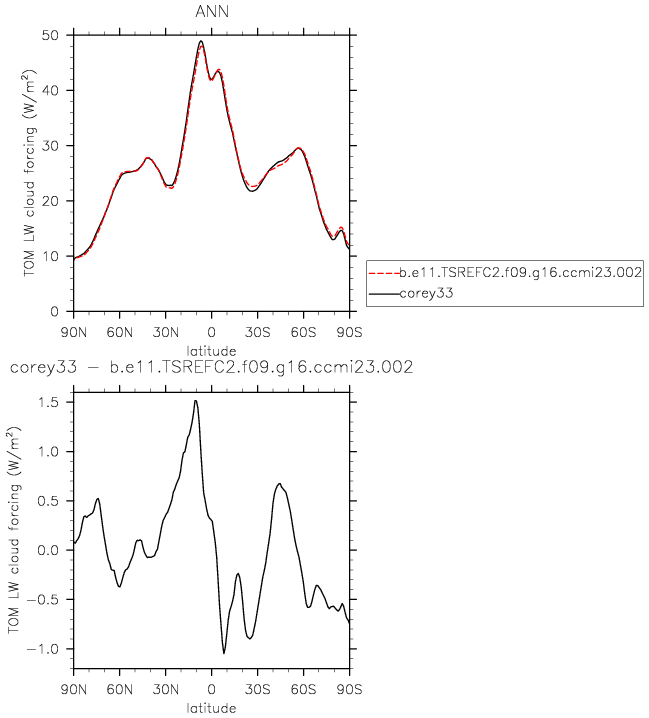 ANN
TOM LW cloud forcing (W/m²)
50
40
30
20
10
0
90N 60N 30N 0 30S 60S 90S
latitude
b.e11.TSREFC2.f09.g16.ccmi23.002
corey33
corey33 − b.e11.TSREFC2.f09.g16.ccmi23.002
TOM LW cloud forcing (W/m²)
1.5
1.0
0.5
0.0
−0.5
−1.0
90N 60N 30N 0 30S 60S 90S
latitude